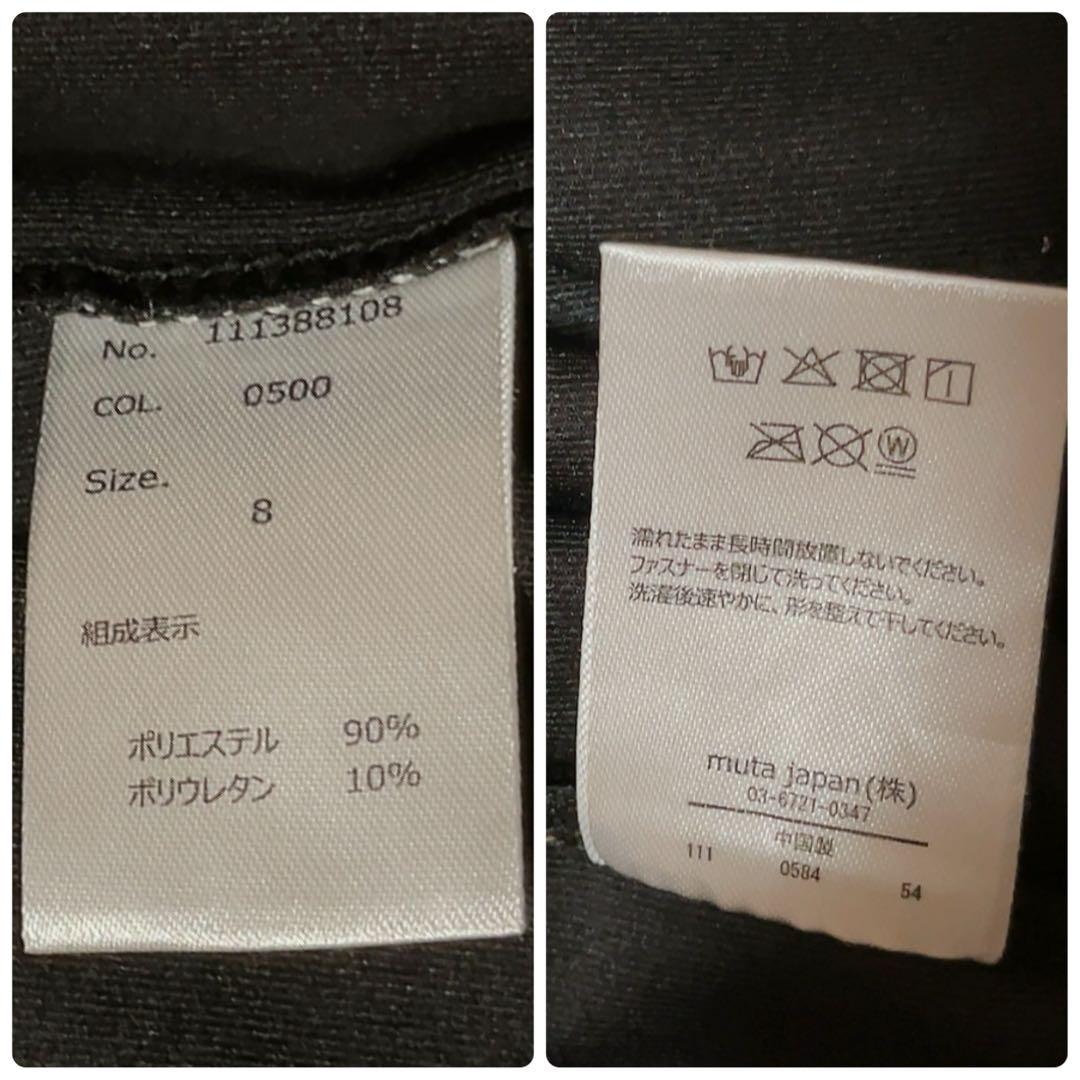 No. 111388108
COL. 0500
Size.
8
組成表示
ポリエステル 90%
ポリウレタン 10%
W
濡れたまま長時間放置しないでください。
ファスナーを閉じて洗ってください。
洗濯後速やかに、形を整えて干してください。
muta japan(株)
03-6721-0347
中国製
111 0584 54